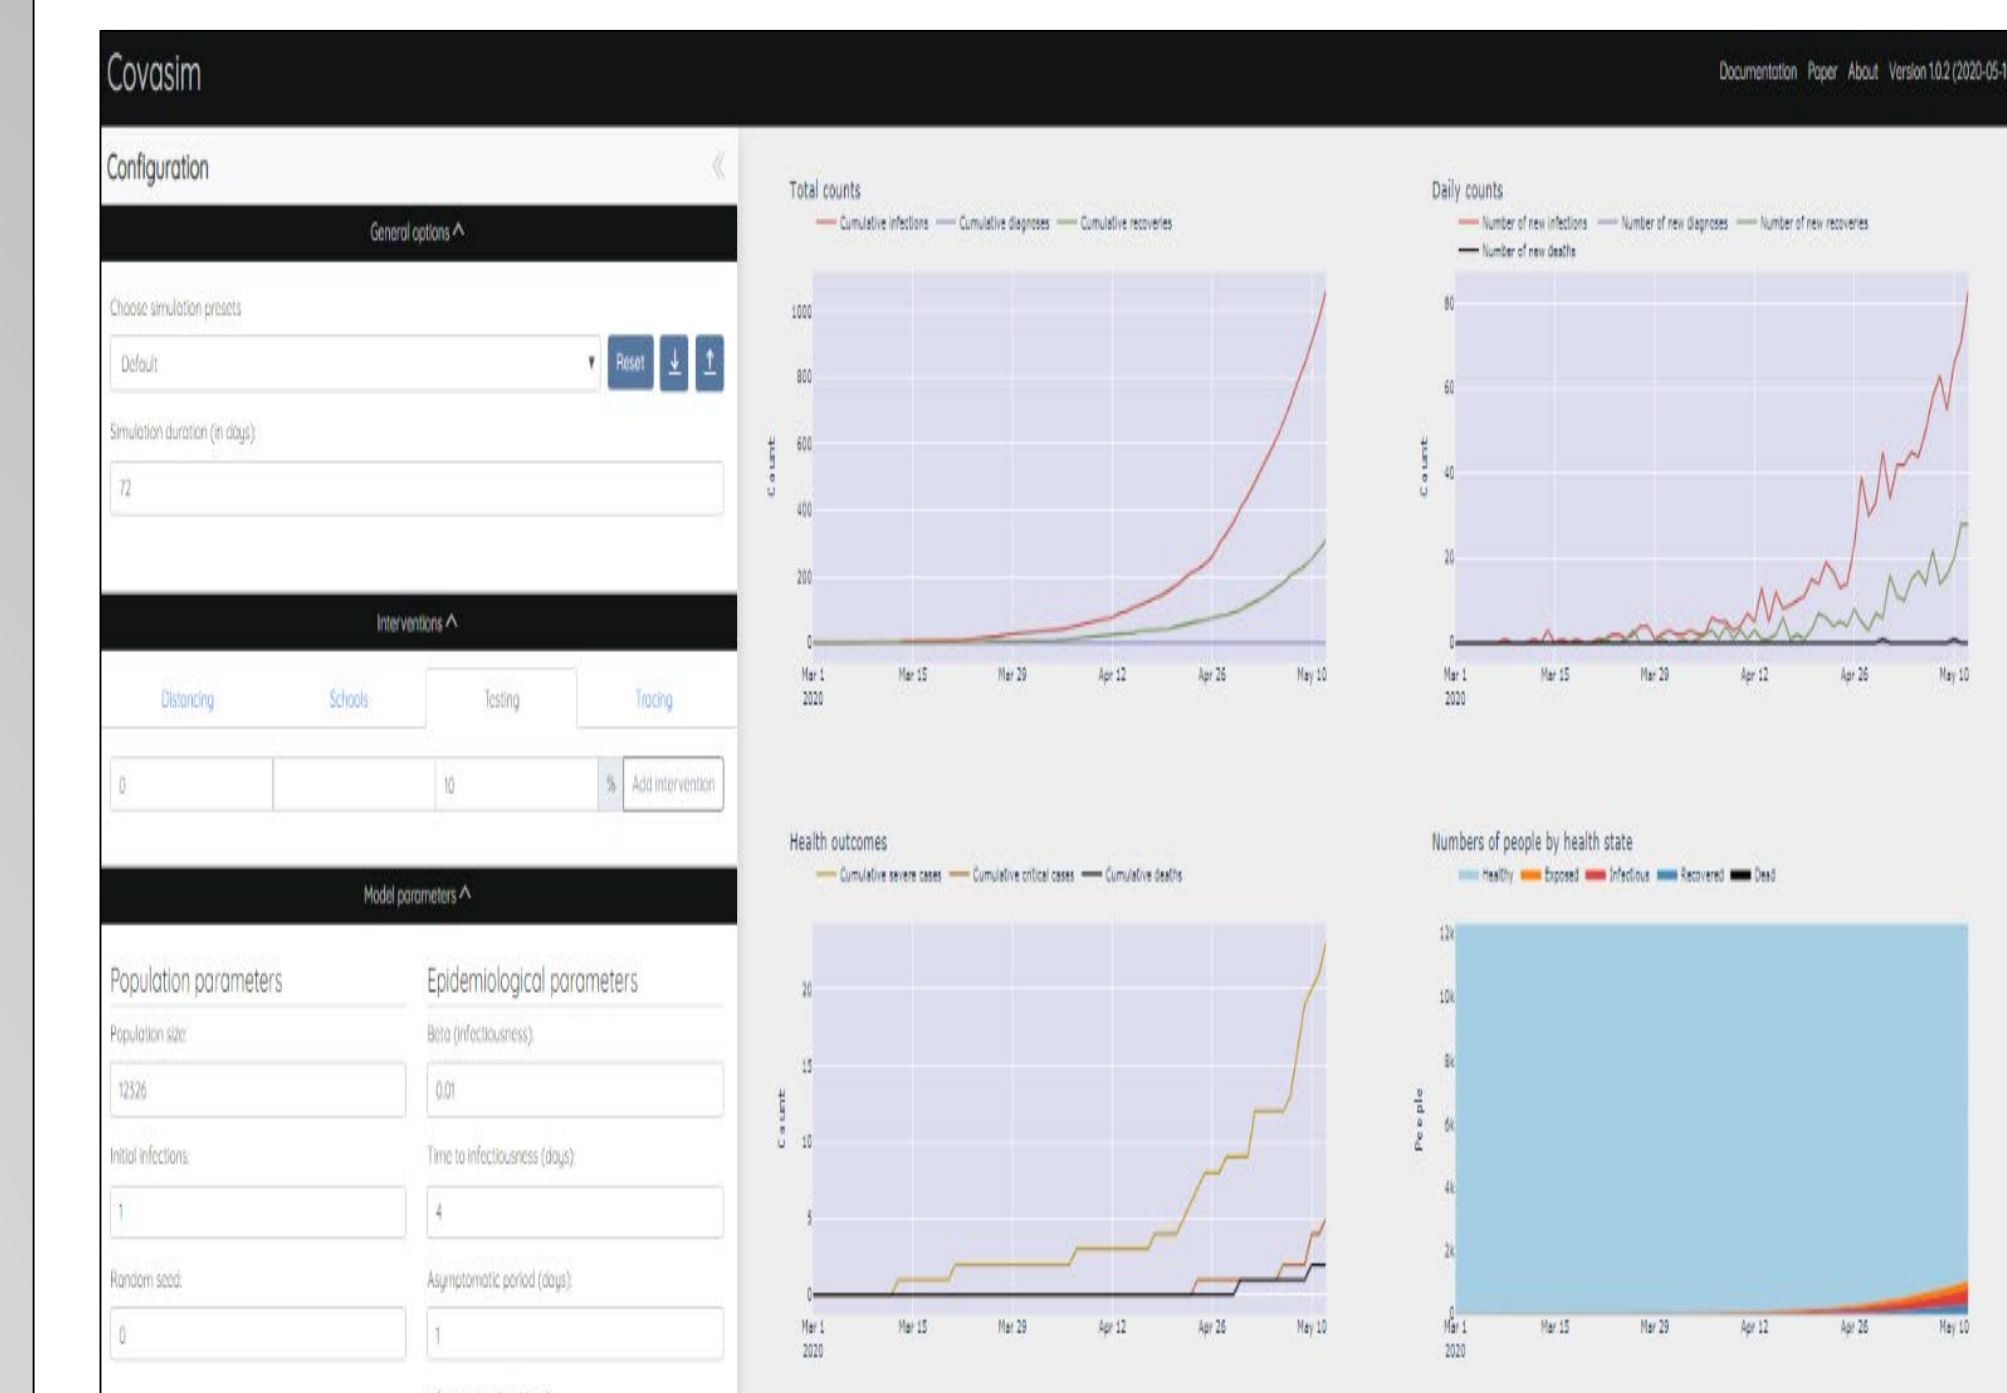 Covasim
Documentation Paper About Version 1.0.2 (2020-05-1
Configuration
General options
Choose simulation presets
Default
Reset
Simulation duration (in days):
72
Interventions
Distancing Schools Testing Tracing
0 10 % Add intervention
Model parameters
Population parameters
Epidemiological parameters
Population size:
Beta (infectiousness):
12326
0.01
Initial infections:
Time to infectiousness (days):
1
4
Random seed:
Asymptomatic period (days):
0
1
Total counts
Cumulative infections Cumulative diagnoses Cumulative recoveries
Count
1000
800
600
400
200
0
Mar 1 Mar 15 Mar 29 Apr 12 Apr 26 May 10
2020
Daily counts
Number of new infections Number of new diagnoses Number of new recoveries
Number of new deaths
Count
80
60
40
20
0
Mar 1 Mar 15 Mar 29 Apr 12 Apr 26 May 10
2020
Health outcomes
Cumulative severe cases Cumulative critical cases Cumulative deaths
Count
20
15
10
5
0
Mar 1 Mar 15 Mar 29 Apr 12 Apr 26 May 10
2020
Numbers of people by health state
Healthy Exposed Infectious Recovered Dead
People
12k
10k
8k
6k
4k
2k
0
Mar 1 Mar 15 Mar 29 Apr 12 Apr 26 May 10
2020